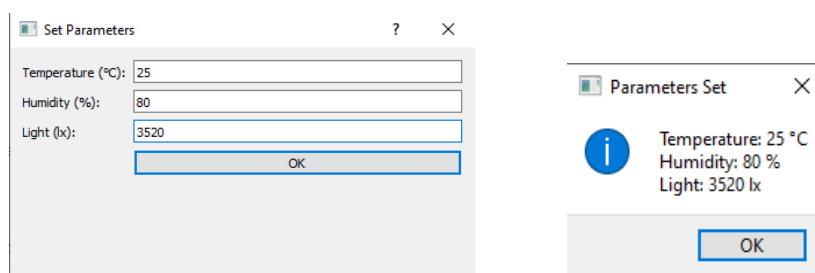 Set Parameters ? ×
Temperature (°C): 25
Humidity (%): 80
Light (lx): 3520
OK
Parameters Set ×
i
Temperature: 25 °C
Humidity: 80 %
Light: 3520 lx
OK